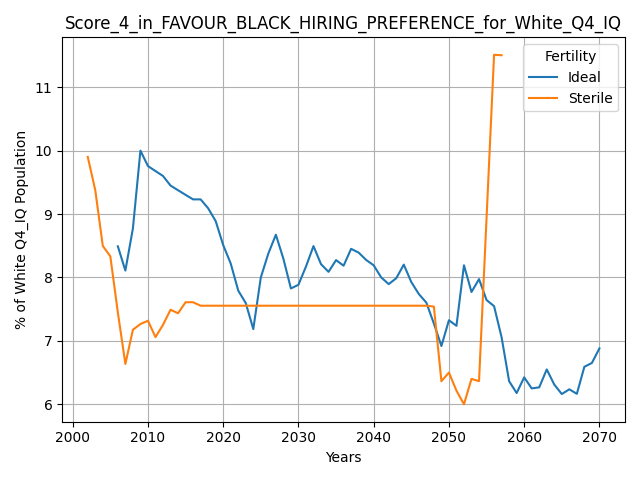 Score_4_in_FAVOUR_BLACK_HIRING_PREFERENCE_for_White_Q4_IQ
Fertility
Ideal
Sterile
% of White Q4_IQ Population
11
10
9
8
7
6
2000 2010 2020 2030 2040 2050 2060 2070
Years